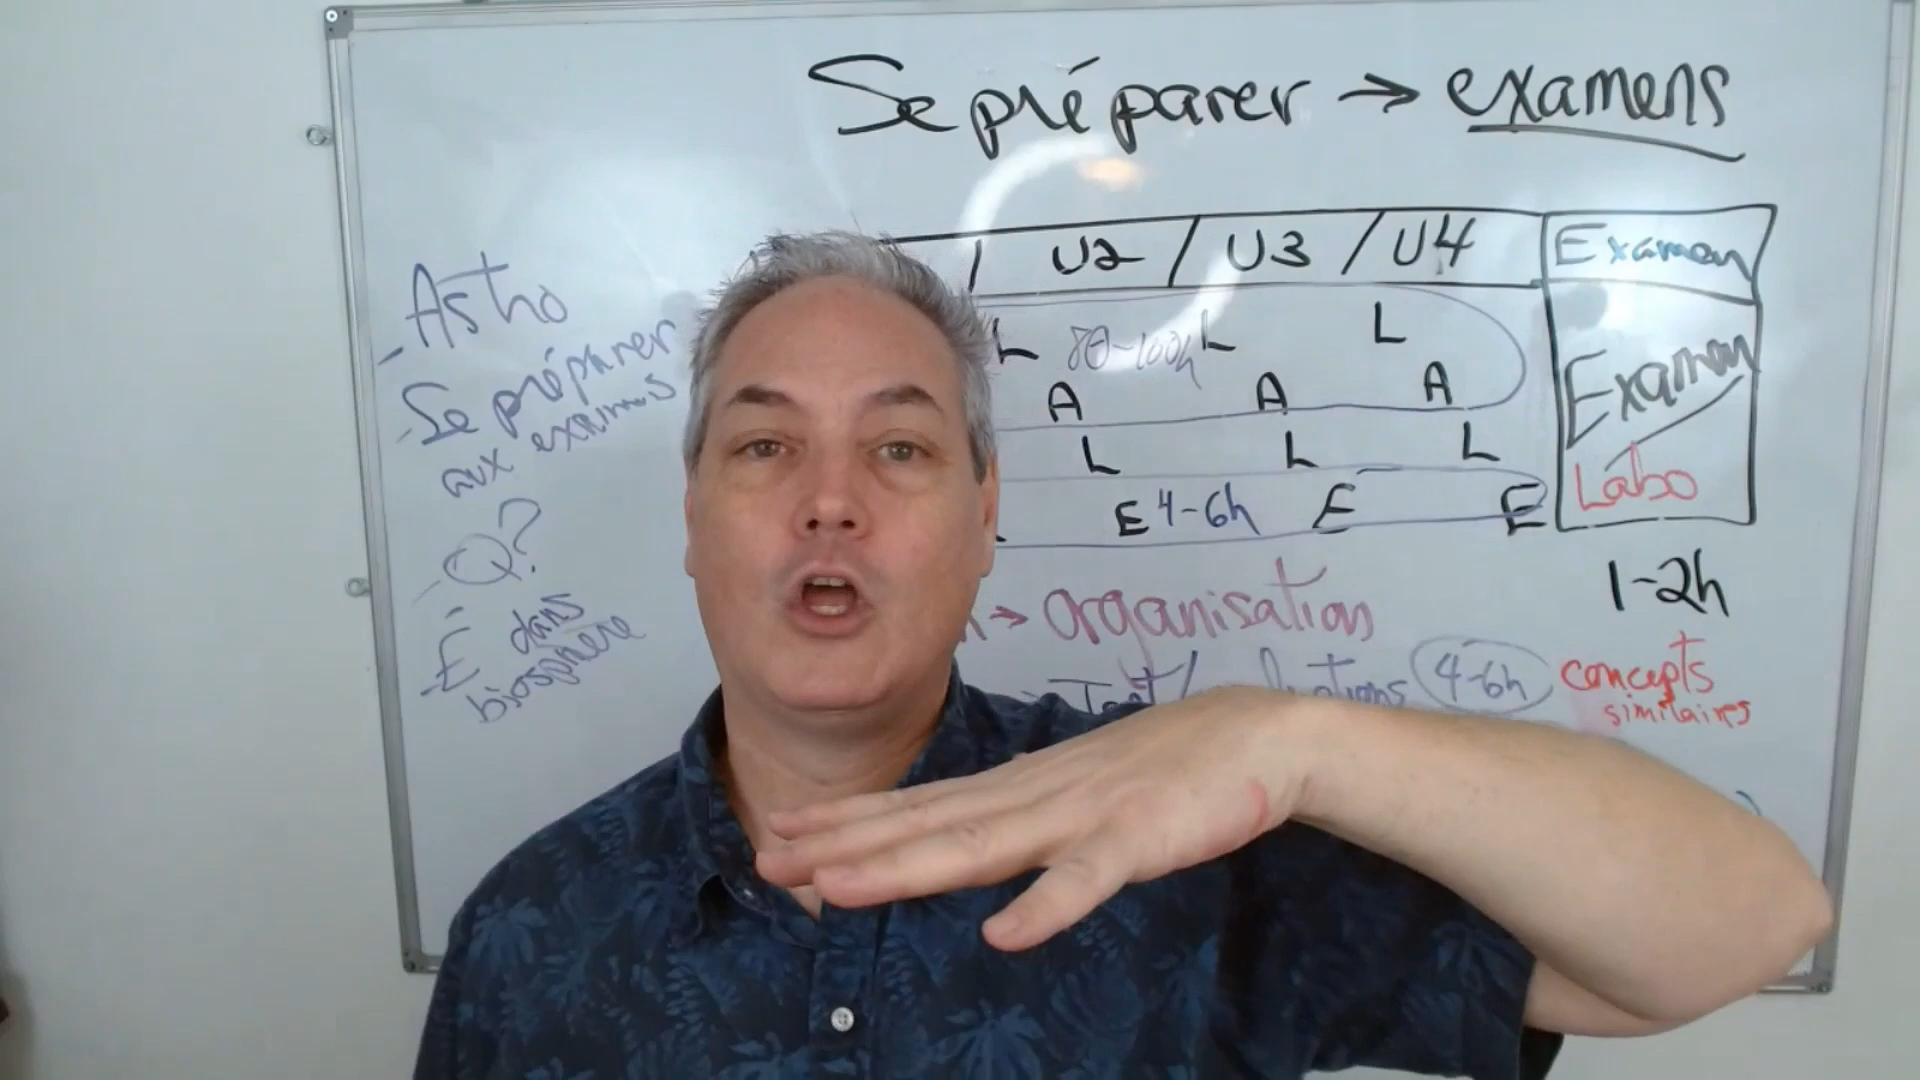 Se préparer → examens
U2 / U3 / U4
Examen
L 80-100h L L
A A A
L L L
E 4-6h E E
Examen
Labo
1-2h
→ organisation
4-6h
concepts
similaires
- Astro
- Se préparer
aux examens
- Q?
- É dans
biosphère